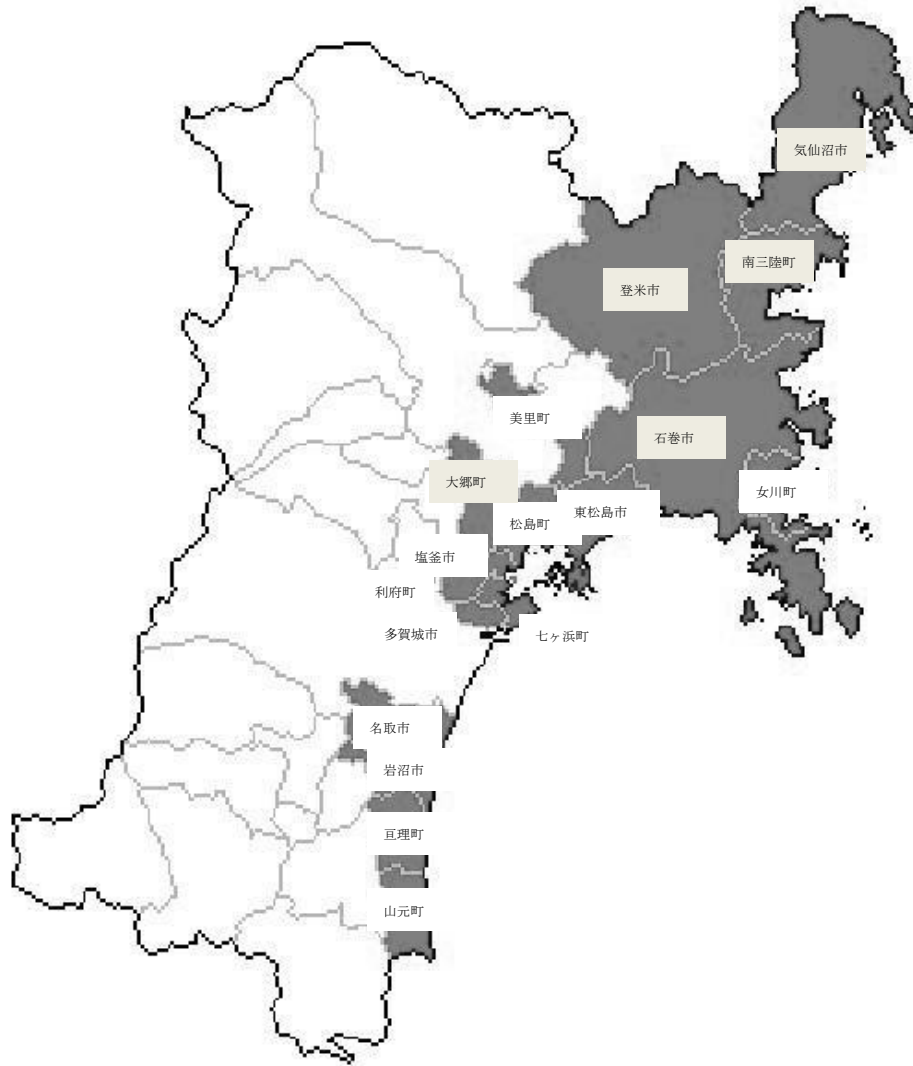 気仙沼市
南三陸町
登米市
美里町
石巻市
大郷町
女川町
東松島市
松島町
塩釜市
利府町
多賀城市
七ヶ浜町
名取市
岩沼市
亘理町
山元町